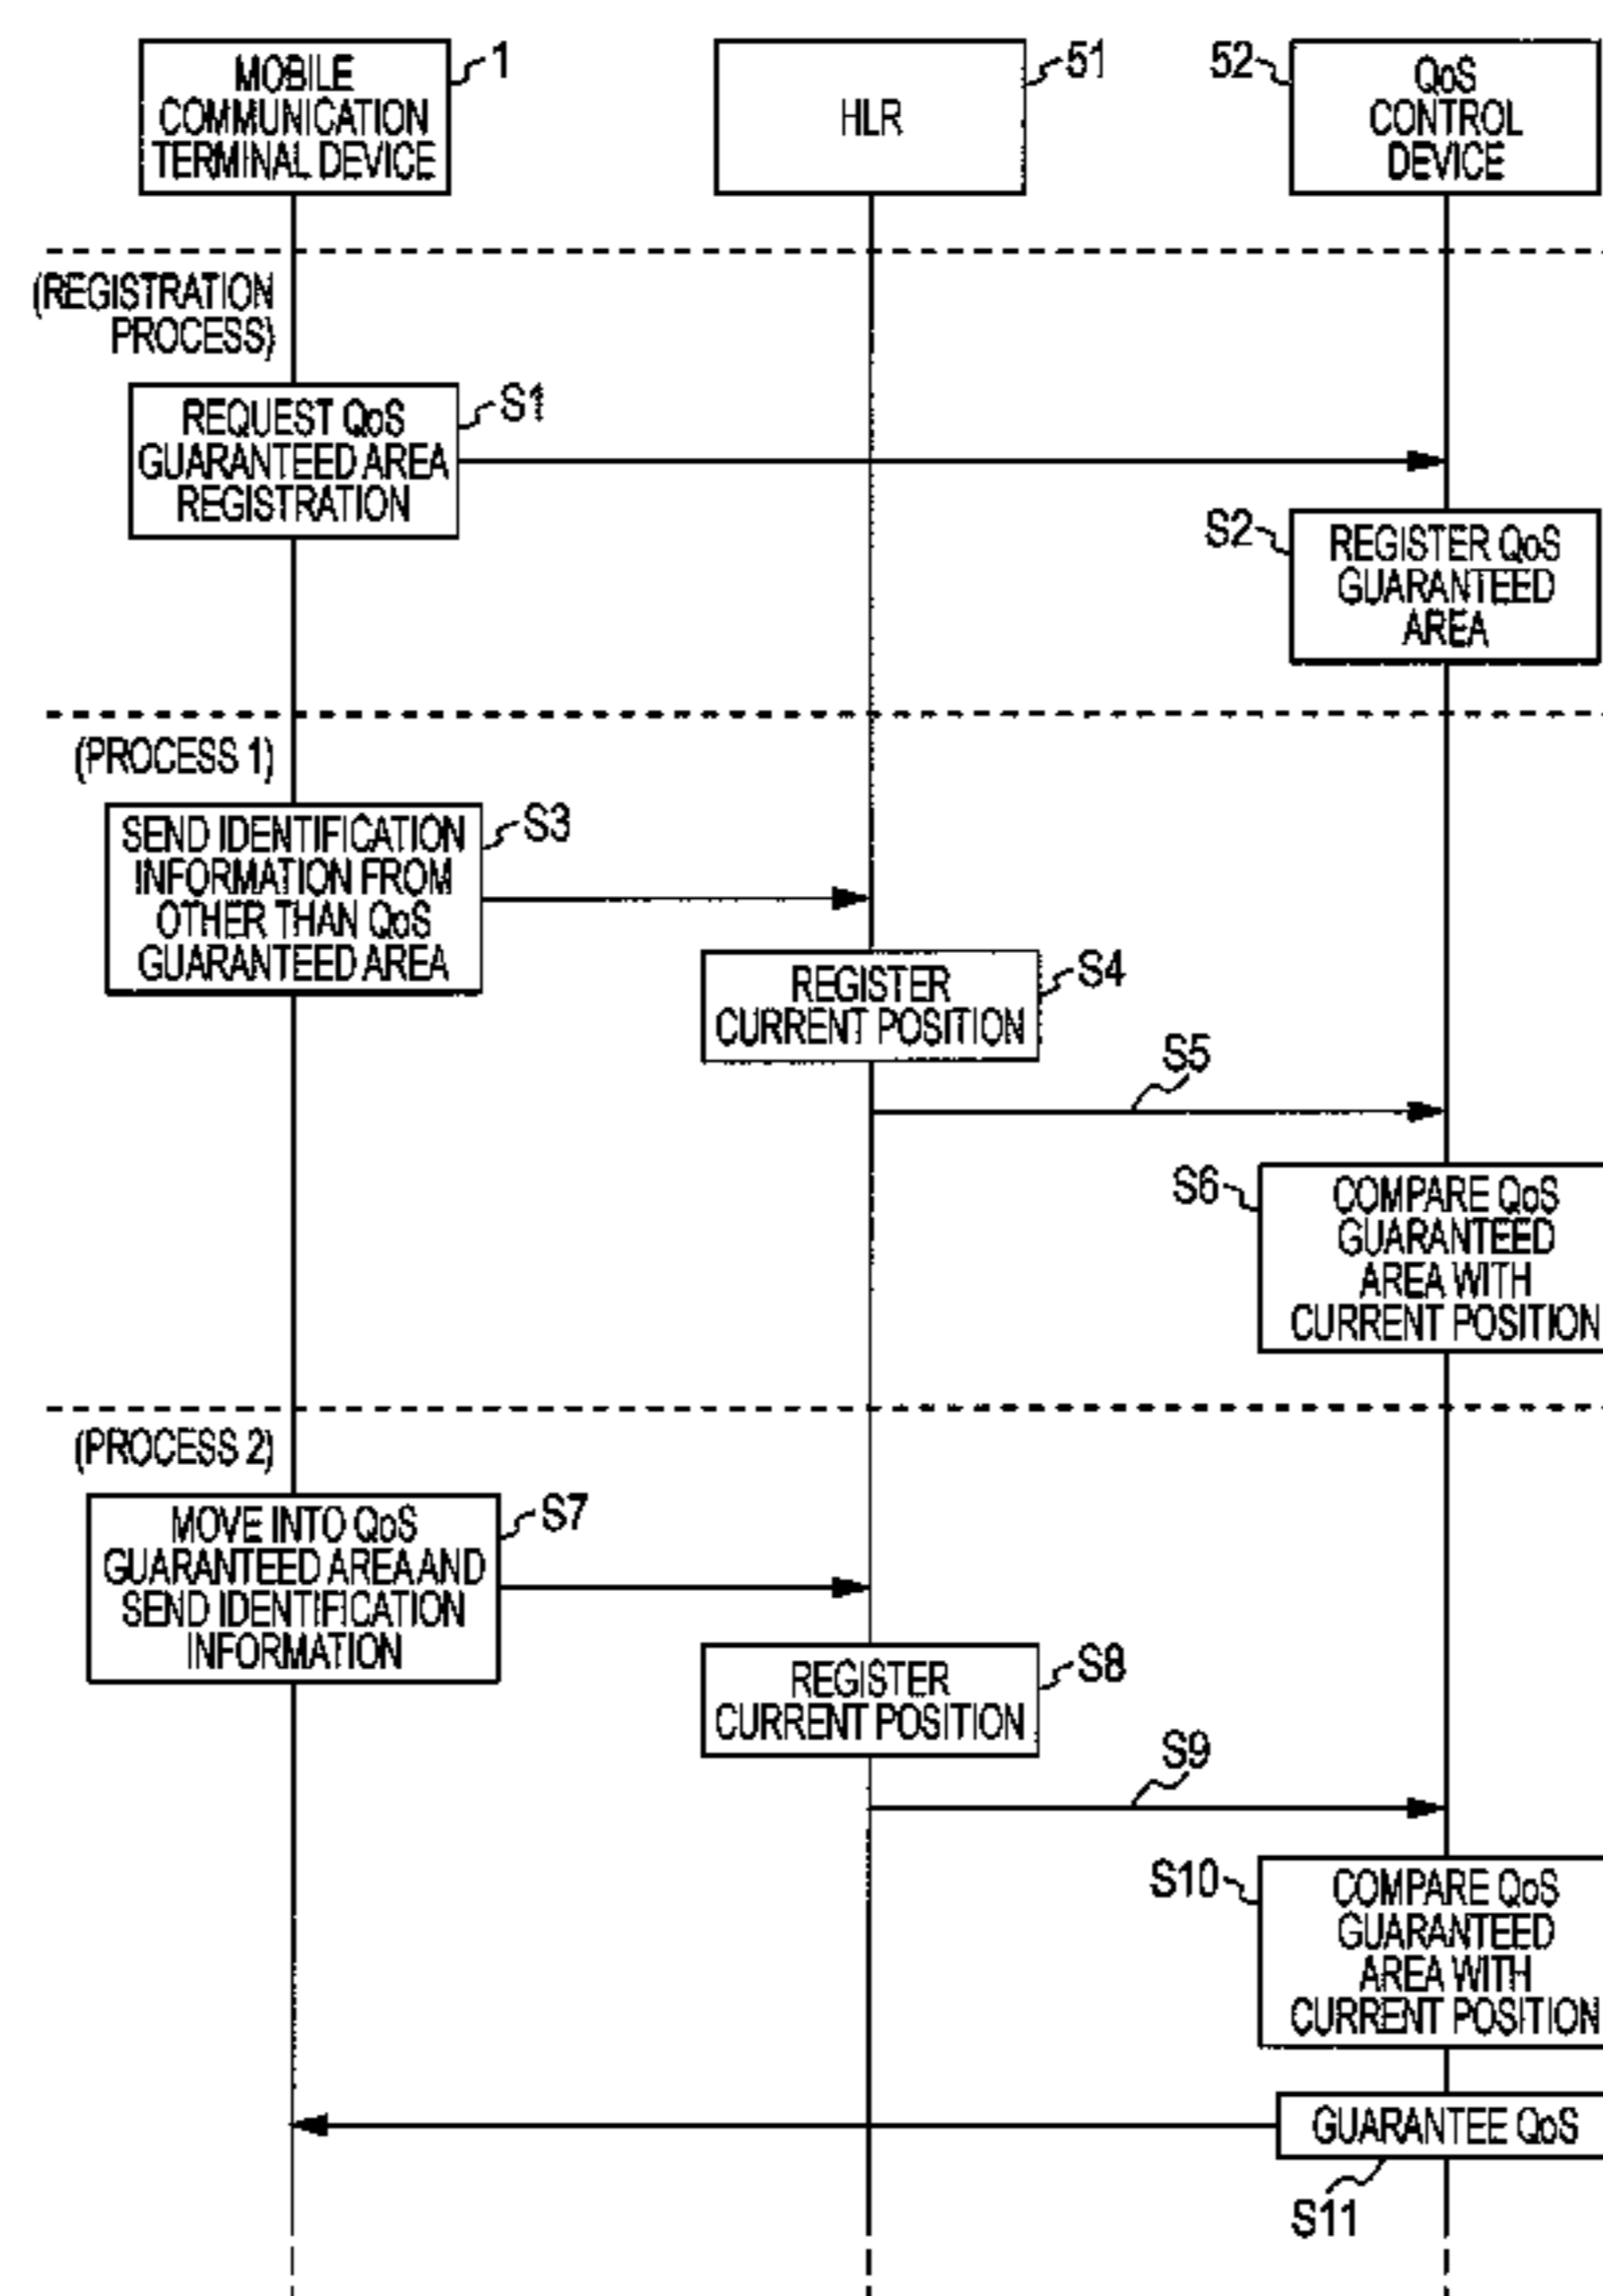 MOBILE
COMMUNICATION
TERMINAL DEVICE
1
HLR
51
52
QoS
CONTROL
DEVICE
(REGISTRATION
PROCESS)
REQUEST QoS
GUARANTEED AREA
REGISTRATION
S1
S2
REGISTER QoS
GUARANTEED
AREA
(PROCESS 1)
SEND IDENTIFICATION
INFORMATION FROM
OTHER THAN QoS
GUARANTEED AREA
S3
REGISTER
CURRENT POSITION
S4
S5
S6
COMPARE QoS
GUARANTEED
AREA WITH
CURRENT POSITION
(PROCESS 2)
MOVE INTO QoS
GUARANTEED AREA AND
SEND IDENTIFICATION
INFORMATION
S7
REGISTER
CURRENT POSITION
S8
S9
S10
COMPARE QoS
GUARANTEED
AREA WITH
CURRENT POSITION
GUARANTEE QoS
S11